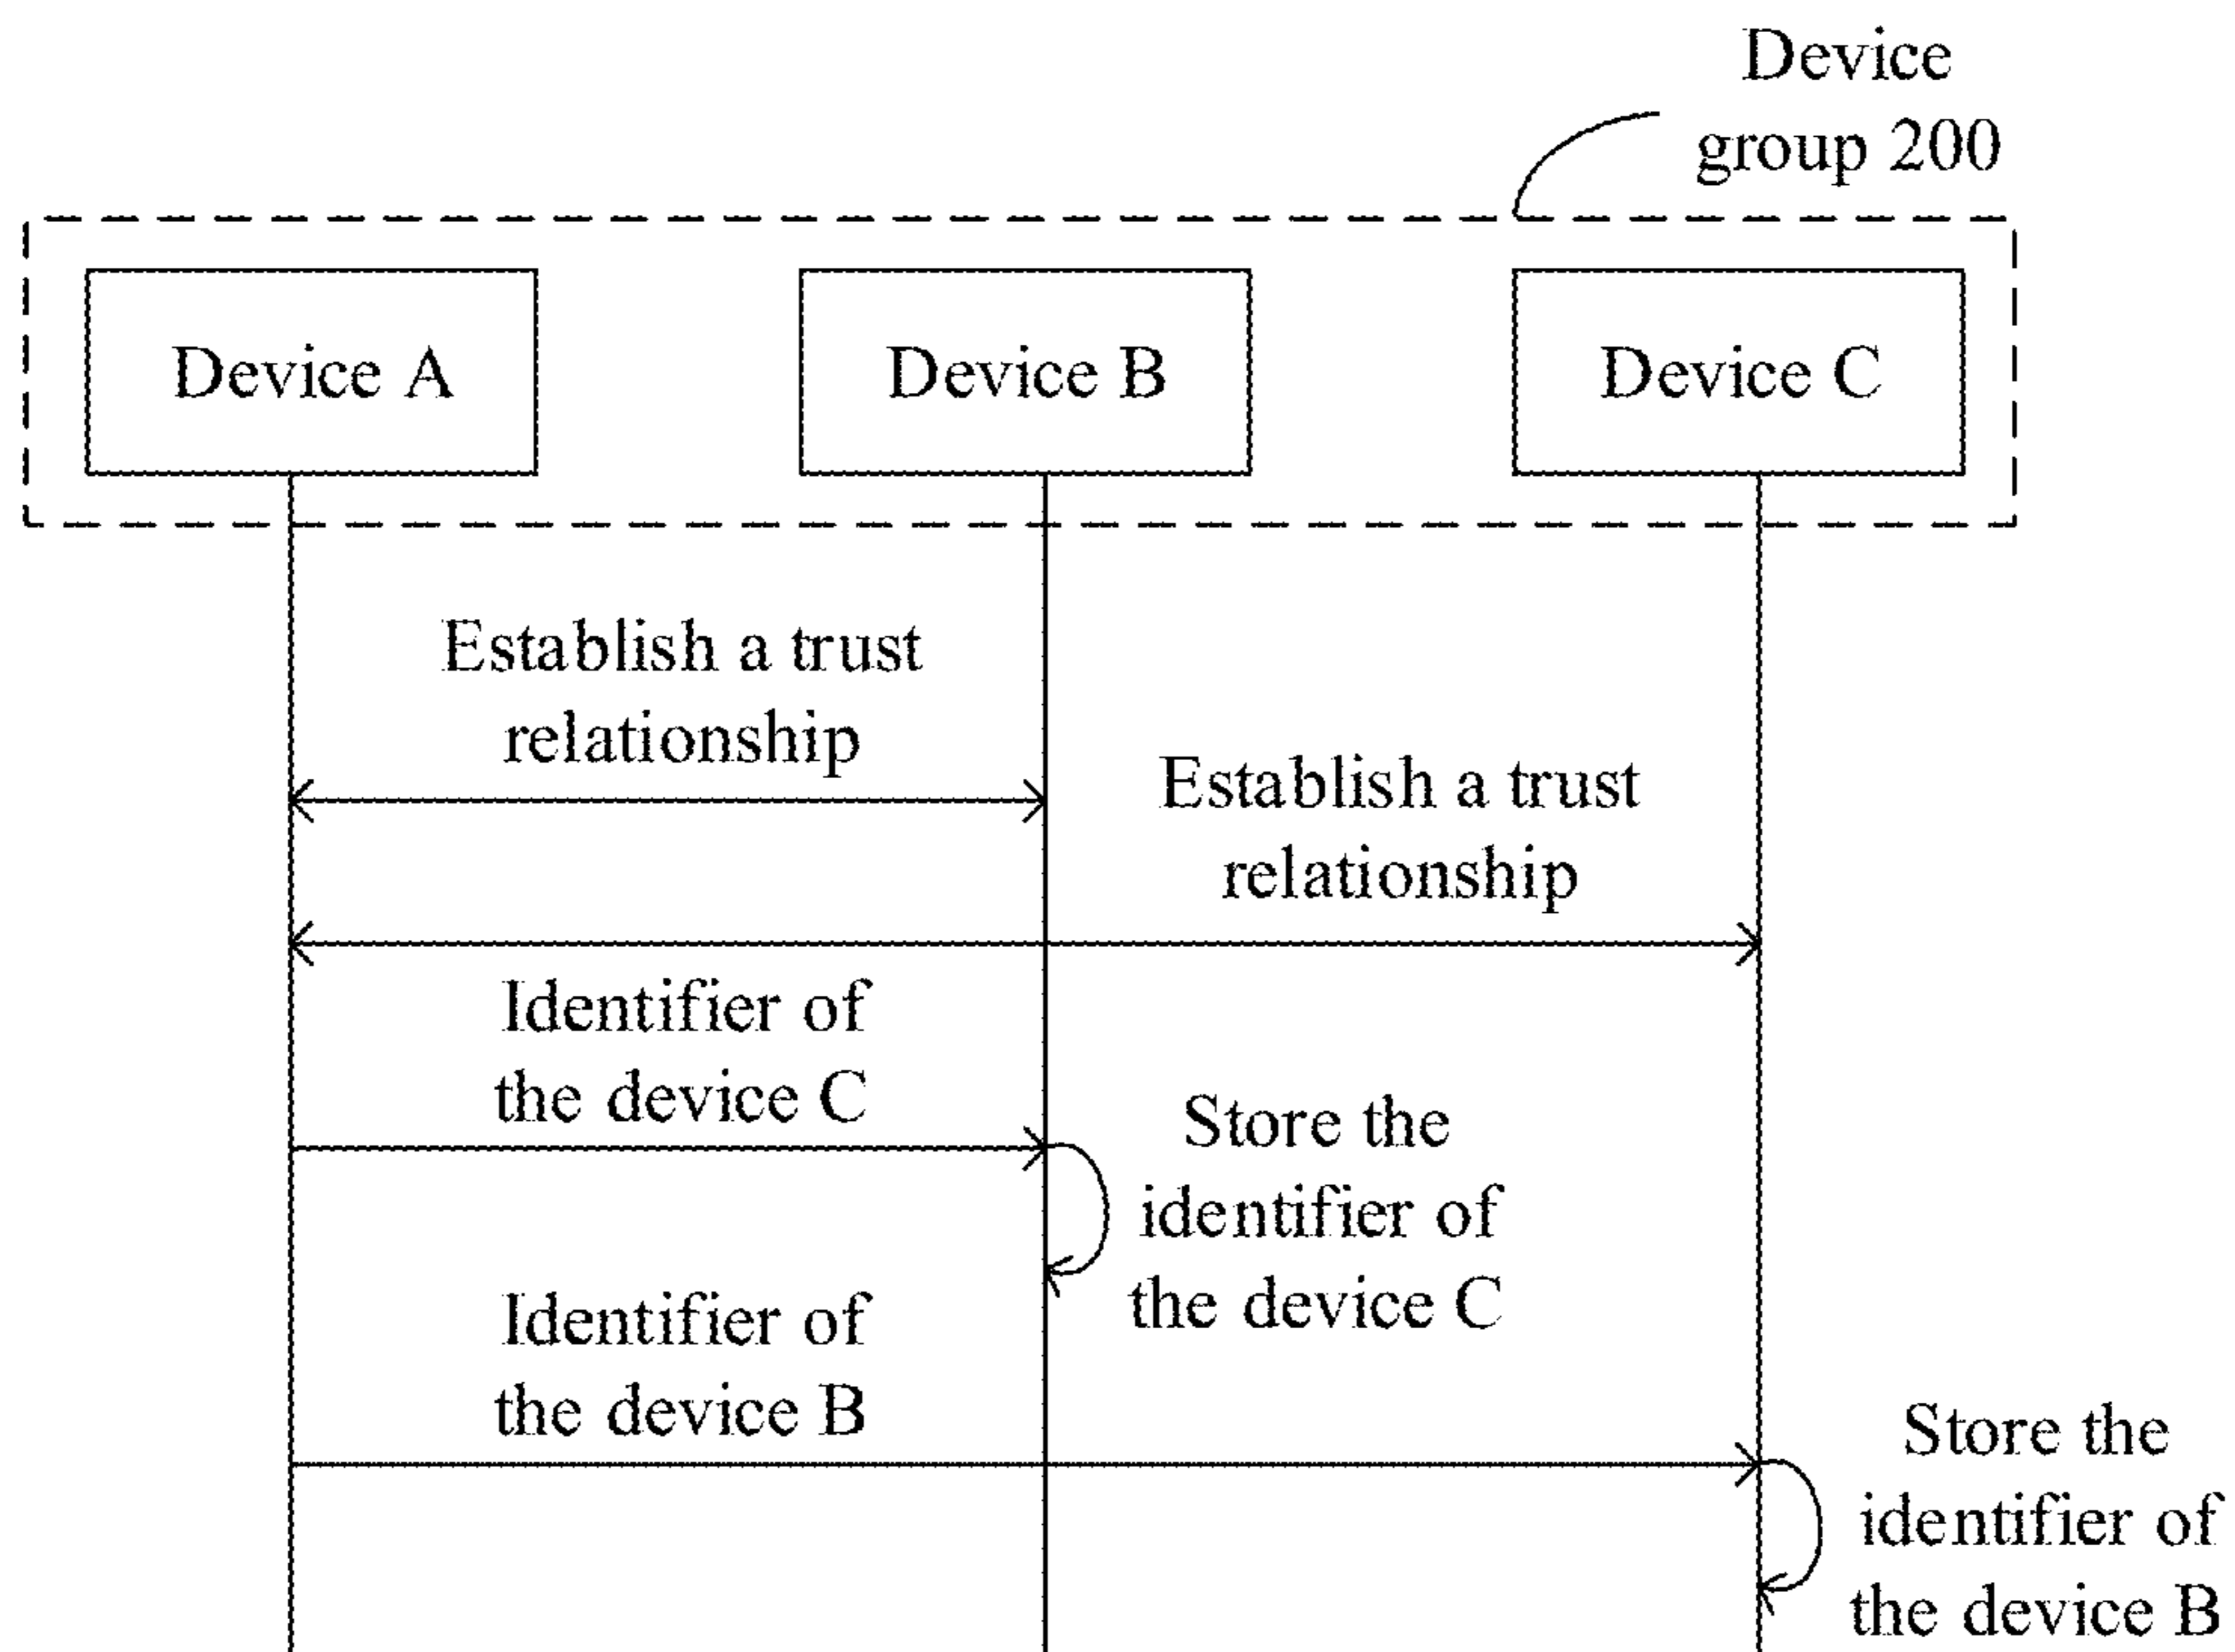 Device
group 200
Device A
Device B
Device C
Establish a trust
relationship
Establish a trust
relationship
Identifier of
the device C
Store the
identifier of
the device C
Identifier of
the device B
Store the
identifier of
the device B